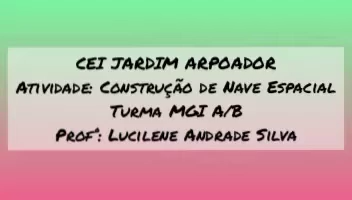 CEI JARDIM ARPOADOR
ATIVIDADE: CONSTRUÇÃO DE NAVE ESPACIAL
TURMA MGI A/B
PROFª: LUCILENE ANDRADE SILVA